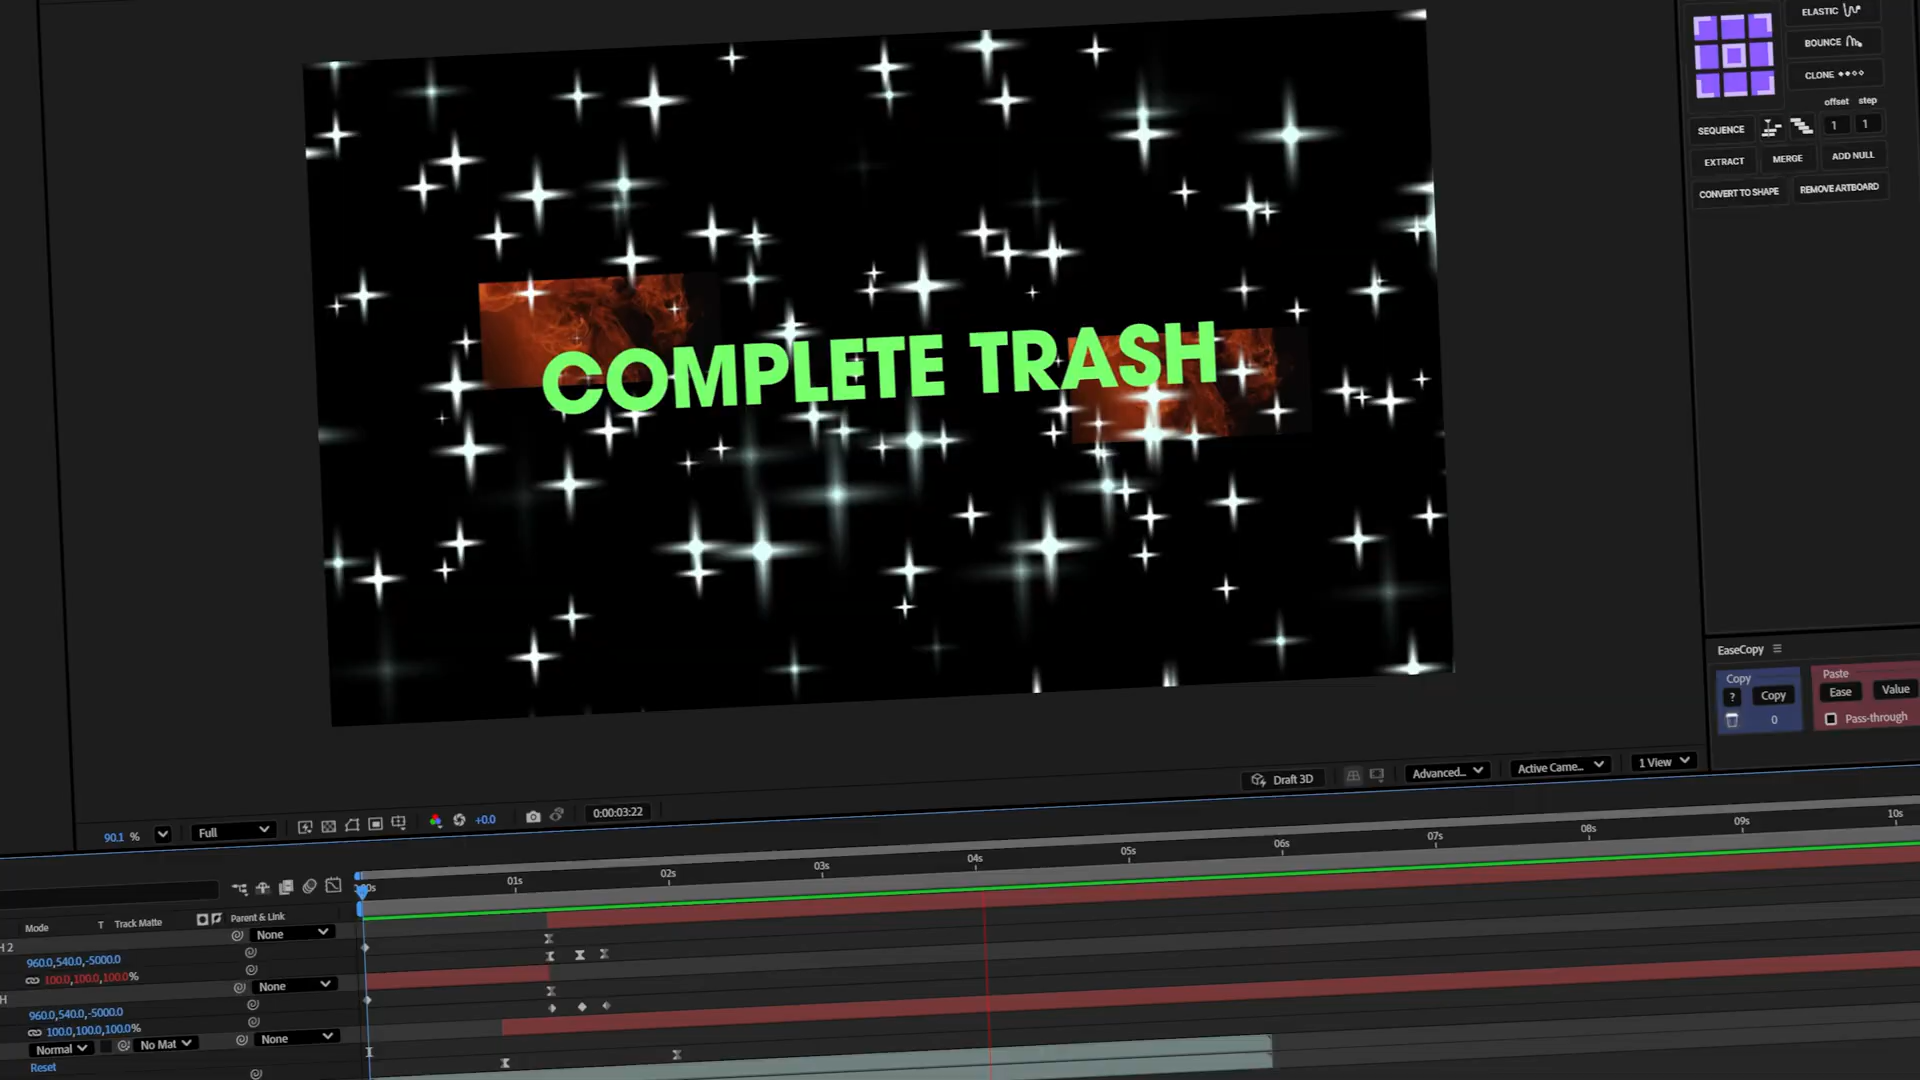 COMPLETE TRASH
ELASTIC
BOUNCE
CLONE
offset step
SEQUENCE 1 1
EXTRACT MERGE ADD NULL
CONVERT TO SHAPE REMOVE ARTBOARD
EaseCopy
Copy Paste
? Copy Ease Value
0 Pass-through
Draft 3D Advanced... Active Came... 1 View
90.1 % Full +0.0 0:00:03:22
01s 02s 03s 04s 05s 06s 07s 08s 09s 10s
Mode T Track Matte Parent & Link
H 2 None
960.0,540.0,-5000.0
100.0,100.0,100.0%
H None
960.0,540.0,-5000.0
100.0,100.0,100.0%
Normal No Mat None
Reset